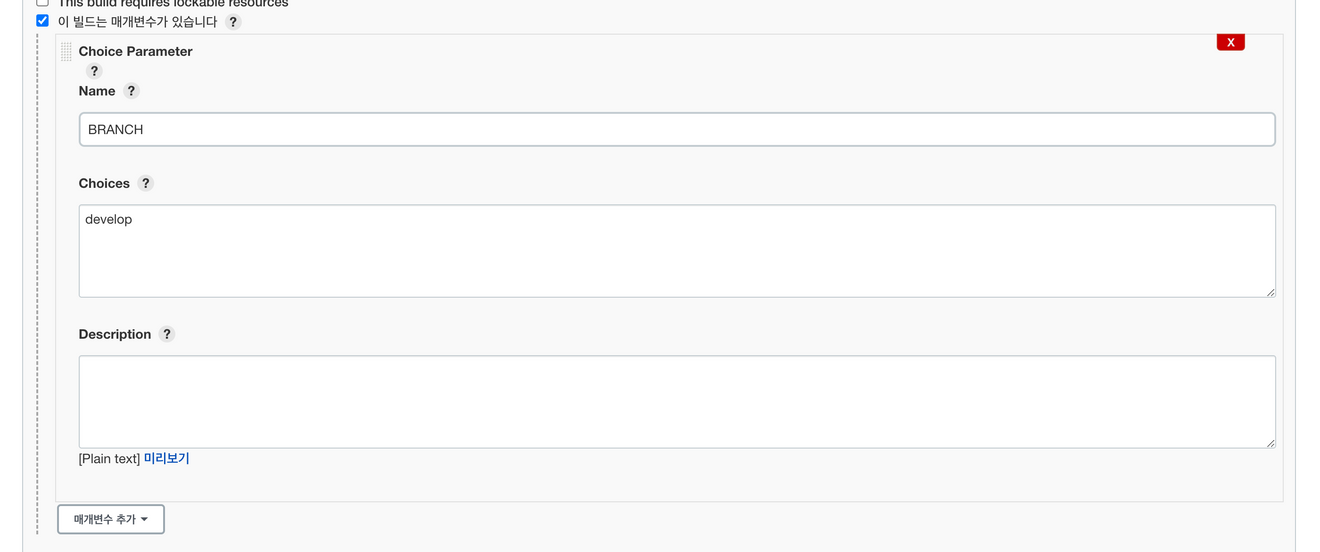 This build requires lockable resources
이 빌드는 매개변수가 있습니다 ?
Choice Parameter
X
?
Name ?
BRANCH
Choices ?
develop
Description ?
[Plain text] 미리보기
매개변수 추가